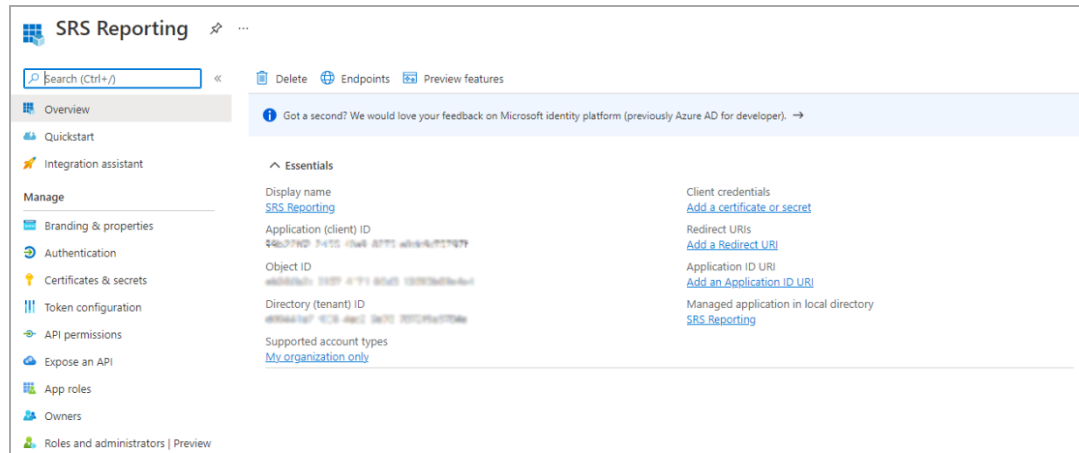 SRS Reporting
Search (Ctrl+/)
Overview
Quickstart
Integration assistant
Manage
Branding & properties
Authentication
Certificates & secrets
Token configuration
API permissions
Expose an API
App roles
Owners
Roles and administrators | Preview
Delete Endpoints Preview features
Got a second? We would love your feedback on Microsoft identity platform (previously Azure AD for developer).
Essentials
Display name
SRS Reporting
Application (client) ID
Object ID
Directory (tenant) ID
Supported account types
My organization only
Client credentials
Add a certificate or secret
Redirect URIs
Add a Redirect URI
Application ID URI
Add an Application ID URI
Managed application in local directory
SRS Reporting